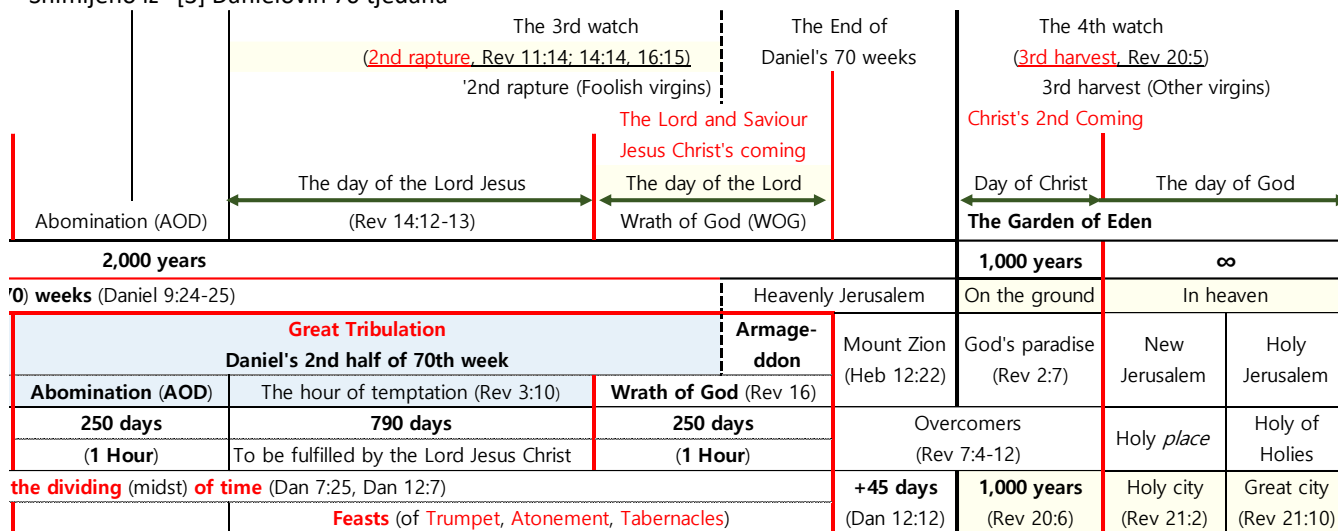 [5] Danielovih 70 tjedana
The 3rd watch
The End of
The 4th watch
(2nd rapture, Rev 11:14; 14:14, 16:15)
Daniel's 70 weeks
(3rd harvest, Rev 20:5)
'2nd rapture (Foolish virgins)
3rd harvest (Other virgins)
The Lord and Saviour
Christ's 2nd Coming
Jesus Christ's coming
The day of the Lord Jesus
The day of the Lord
Day of Christ
The day of God
Abomination (AOD)
(Rev 14:12-13)
Wrath of God (WOG)
The Garden of Eden
2,000 years
1,000 years
∞
70) weeks (Daniel 9:24-25)
Heavenly Jerusalem
On the ground
In heaven
Great Tribulation
Daniel's 2nd half of 70th week
Armage-
ddon
Mount Zion
(Heb 12:22)
God's paradise
(Rev 2:7)
New
Jerusalem
Holy
Jerusalem
Abomination (AOD)
The hour of temptation (Rev 3:10)
Wrath of God (Rev 16)
250 days
790 days
250 days
Overcomers
(Rev 7:4-12)
Holy place
Holy of
Holies
(1 Hour)
To be fulfilled by the Lord Jesus Christ
(1 Hour)
the dividing (midst) of time (Dan 7:25, Dan 12:7)
+45 days
(Dan 12:12)
1,000 years
(Rev 20:6)
Holy city
(Rev 21:2)
Great city
(Rev 21:10)
Feasts (of Trumpet, Atonement, Tabernacles)